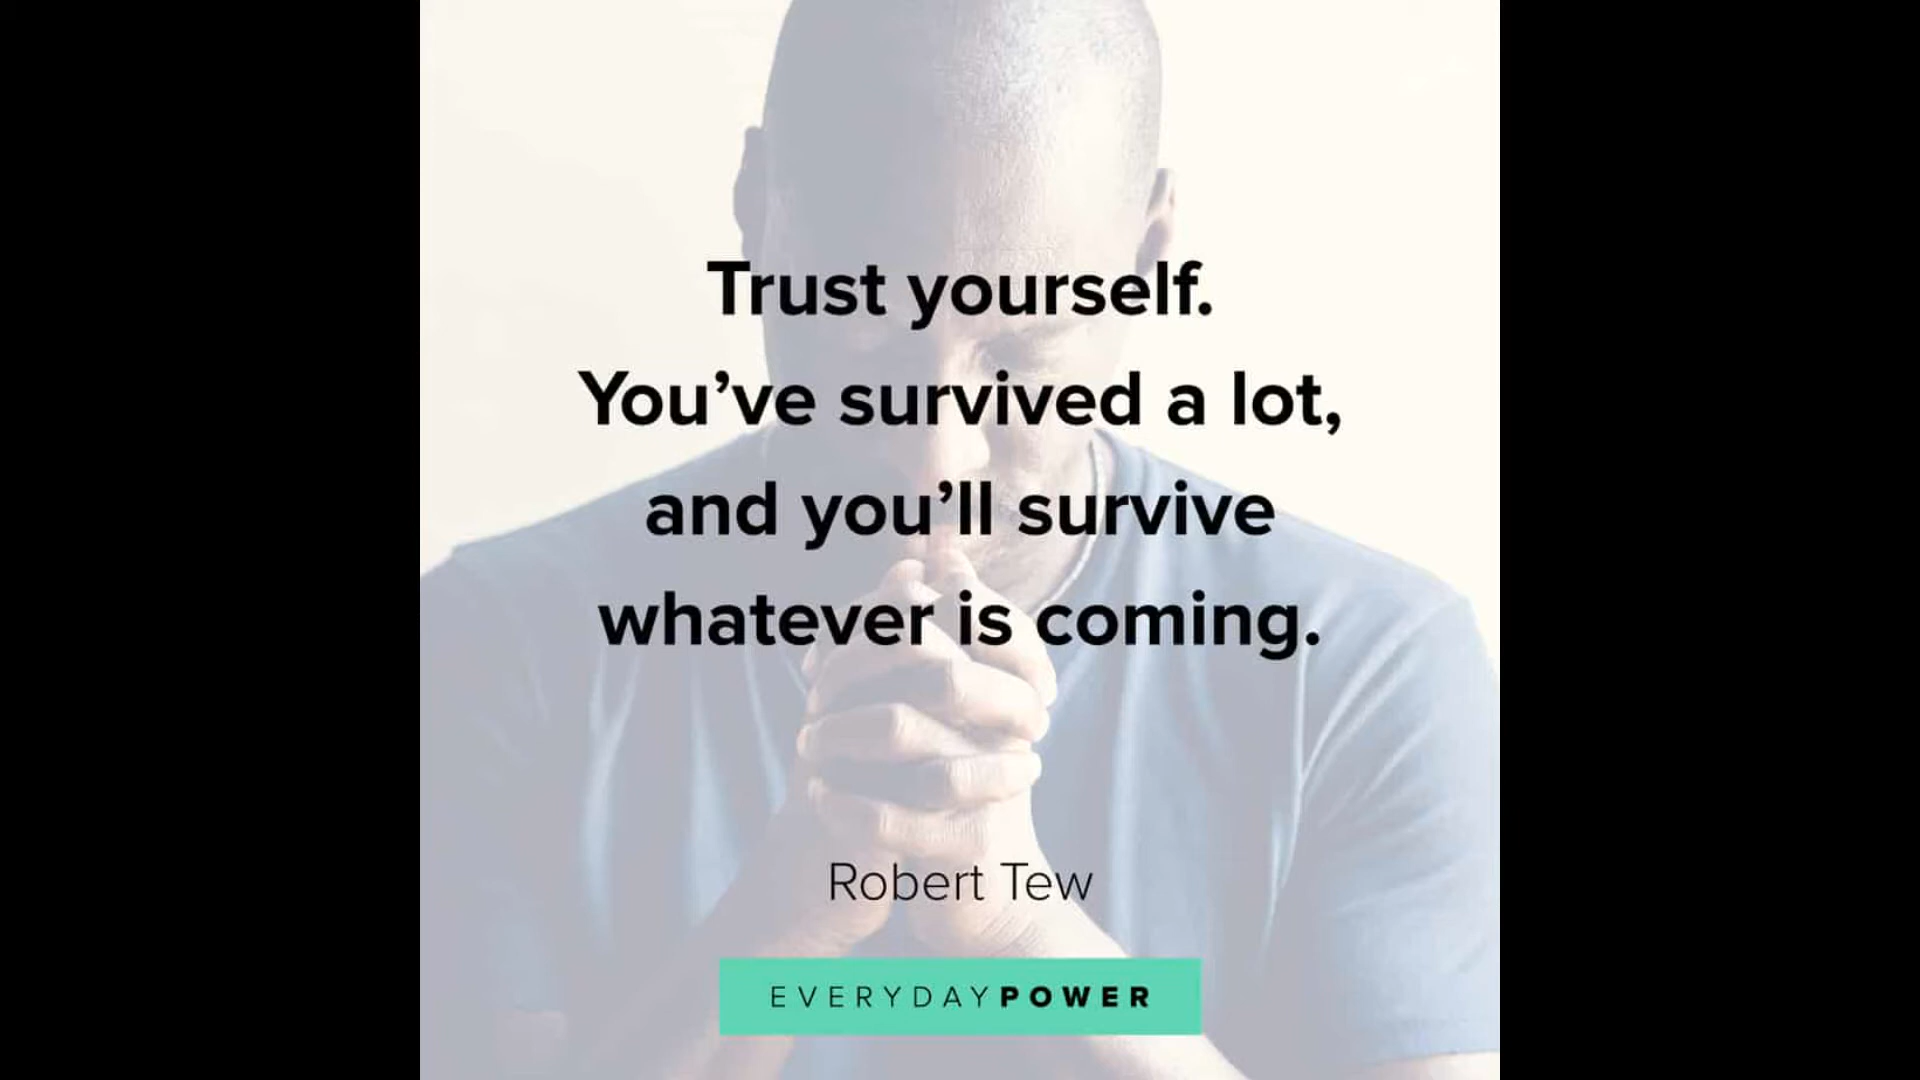 Trust yourself.
You’ve survived a lot,
and you’ll survive
whatever is coming.
Robert Tew
EVERYDAYPOWER